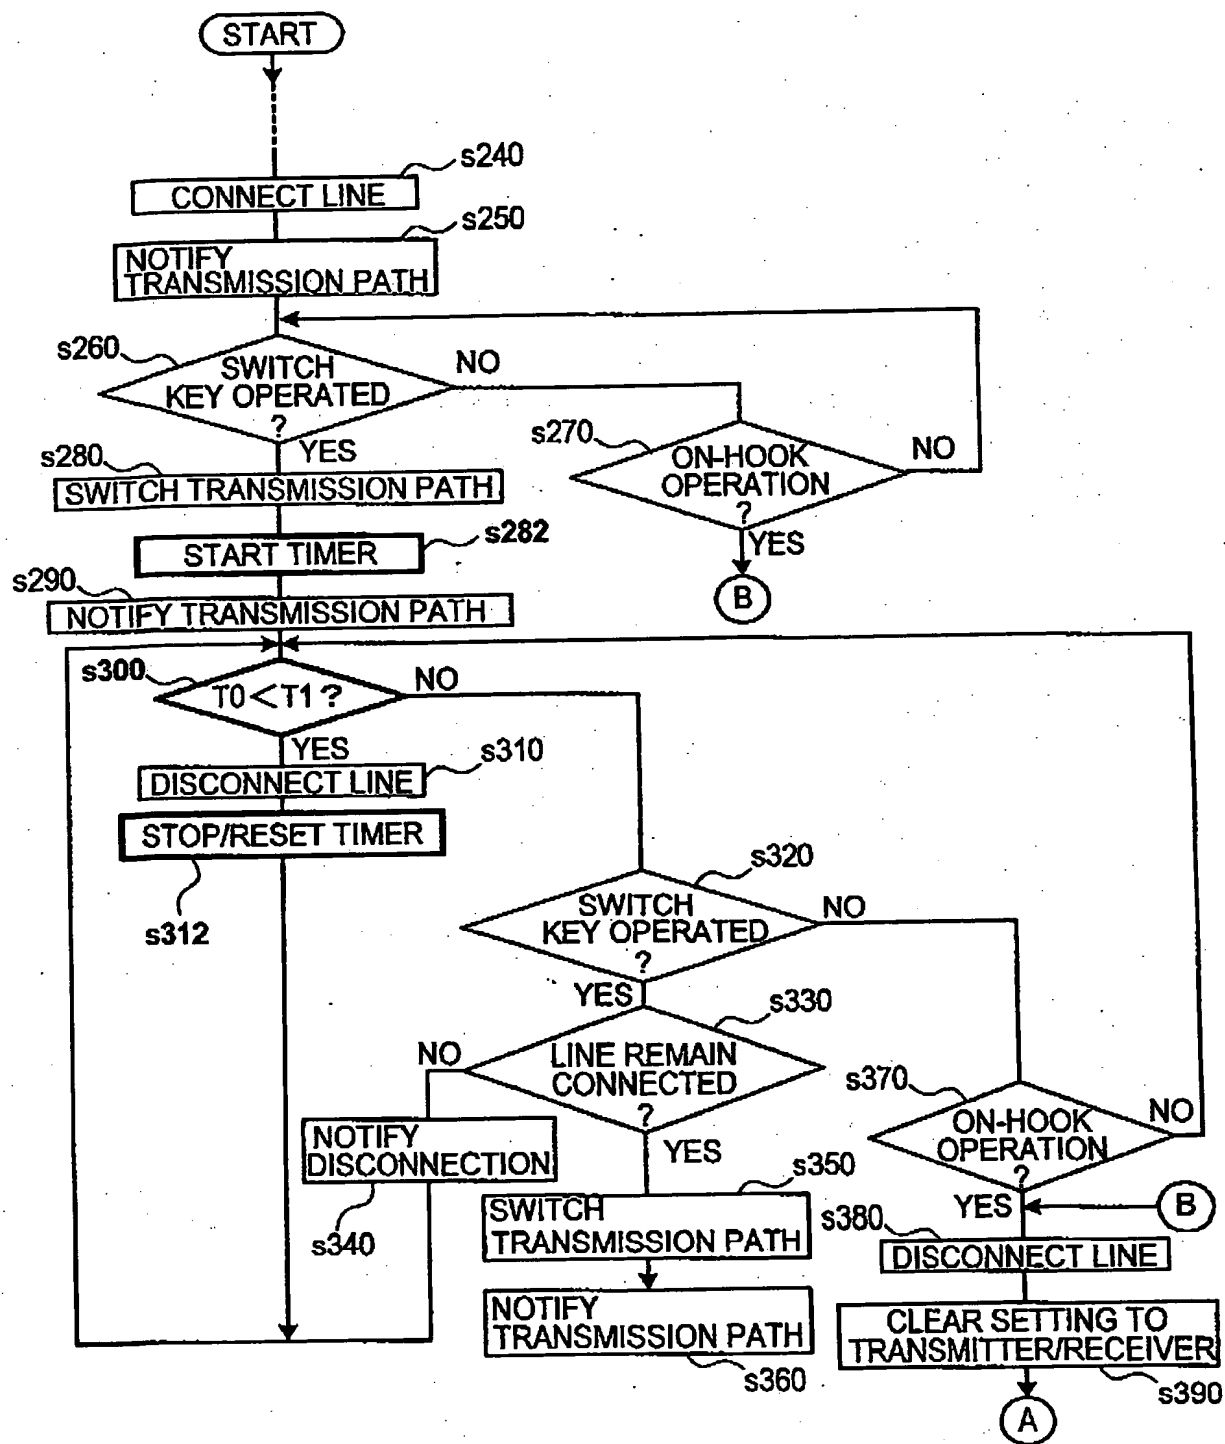 START
s240
CONNECT LINE
s250
NOTIFY
TRANSMISSION PATH
s260
SWITCH
KEY OPERATED
?
NO
YES
s270
ON-HOOK
OPERATION
?
NO
YES
B
s280
SWITCH TRANSMISSION PATH
s282
START TIMER
s290
NOTIFY TRANSMISSION PATH
s300
T0<T1?
NO
YES
s310
DISCONNECT LINE
STOP/RESET TIMER
s312
s320
SWITCH
KEY OPERATED
?
NO
YES
s330
LINE REMAIN
CONNECTED
?
NO
YES
NOTIFY
DISCONNECTION
s340
s350
SWITCH
TRANSMISSION PATH
NOTIFY
TRANSMISSION PATH
s360
s370
ON-HOOK
OPERATION
?
NO
YES
B
s380
DISCONNECT LINE
CLEAR SETTING TO
TRANSMITTER/RECEIVER
s390
A